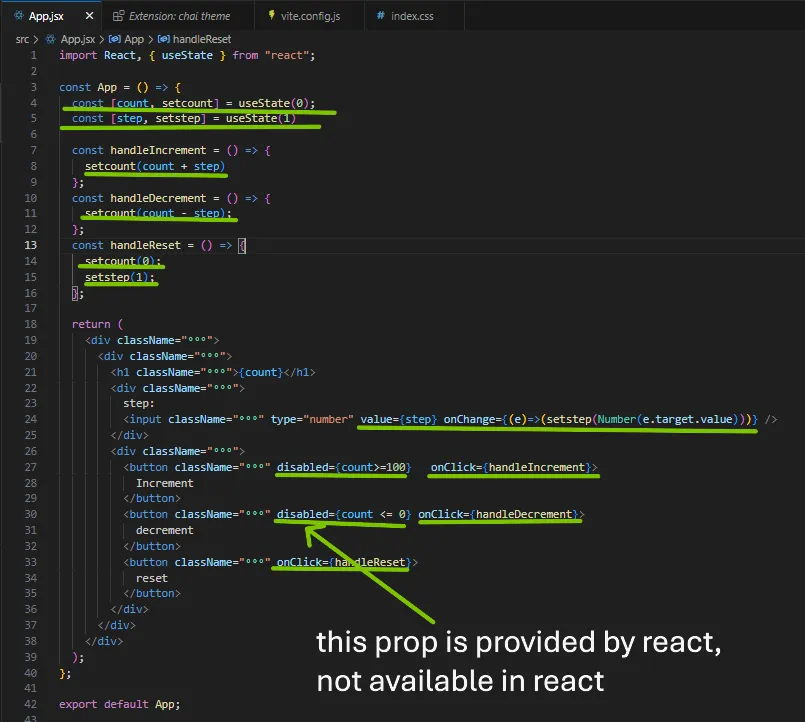 App.jsx × Extension: chai theme vite.config.js index.css
src > App.jsx > App > handleReset
1 import React, { useState } from "react";
2
3 const App = () => {
4 const [count, setcount] = useState(0);
5 const [step, setstep] = useState(1)
6
7 const handleIncrement = () => {
8 setcount(count + step)
9 };
10 const handleDecrement = () => {
11 setcount(count - step);
12 };
13 const handleReset = () => {
14 setcount(0);
15 setstep(1);
16 };
17
18 return (
19 <div className="°°°">
20 <div className="°°°">
21 <h1 className="°°°">{count}</h1>
22 <div className="°°°">
23 step:
24 <input className="°°°" type="number" value={step} onChange={(e)=>(setstep(Number(e.target.value)))} />
25 </div>
26 <div className="°°°">
27 <button className="°°°" disabled={count>=100} onClick={handleIncrement}>
28 Increment
29 </button>
30 <button className="°°°" disabled={count <= 0} onClick={handleDecrement}>
31 decrement
32 </button>
33 <button className="°°°" onClick={handleReset}>
34 reset
35 </button>
36 </div>
37 </div>
38 </div>
39 );
40 };
41
42 export default App;
43
this prop is provided by react,
not available in react